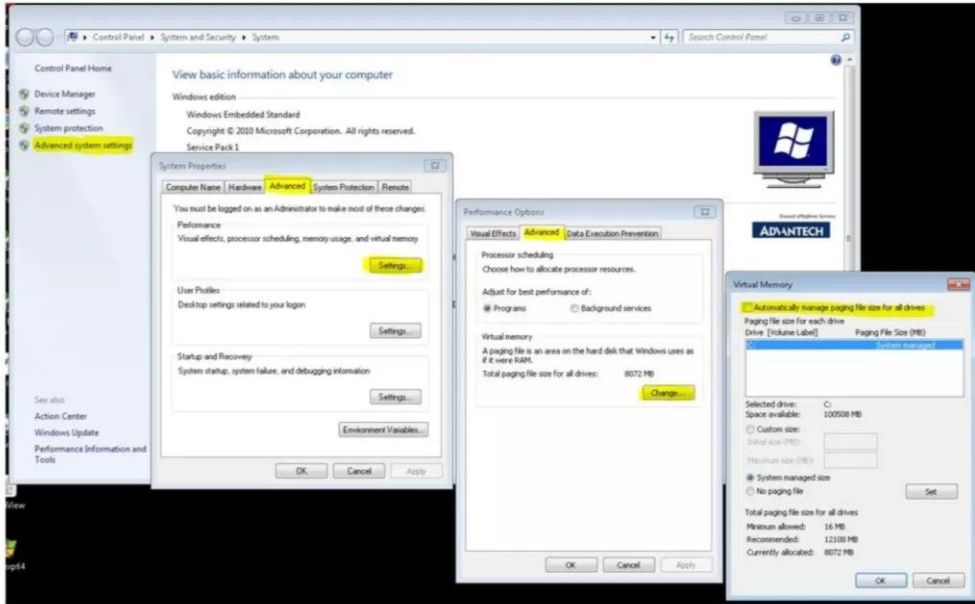 Control Panel ▸ System and Security ▸ System
Search Control Panel
Control Panel Home
Device Manager
Remote settings
System protection
Advanced system settings
See also
Action Center
Windows Update
Performance Information and
Tools
View basic information about your computer
Windows edition
Windows Embedded Standard
Copyright © 2010 Microsoft Corporation. All rights reserved.
Service Pack 1
ADVANTECH
System Properties
Computer Name Hardware Advanced System Protection Remote
You must be logged on as an Administrator to make most of these changes.
Performance
Visual effects, processor scheduling, memory usage, and virtual memory
Settings...
User Profiles
Desktop settings related to your logon
Settings...
Startup and Recovery
System startup, system failure, and debugging information
Settings...
Environment Variables...
OK Cancel Apply
Performance Options
Visual Effects Advanced Data Execution Prevention
Processor scheduling
Choose how to allocate processor resources.
Adjust for best performance of:
Programs Background services
Virtual memory
A paging file is an area on the hard disk that Windows uses as
if it were RAM.
Total paging file size for all drives: 8072 MB
Change...
OK Cancel Apply
Virtual Memory
Automatically manage paging file size for all drives
Paging file size for each drive
Drive [Volume Label] Paging File Size (MB)
C: System managed
Selected drive: C:
Space available: 100508 MB
Custom size:
Initial size (MB):
Maximum size (MB):
System managed size
No paging file
Set
Total paging file size for all drives
Minimum allowed: 16 MB
Recommended: 12108 MB
Currently allocated: 8072 MB
OK Cancel